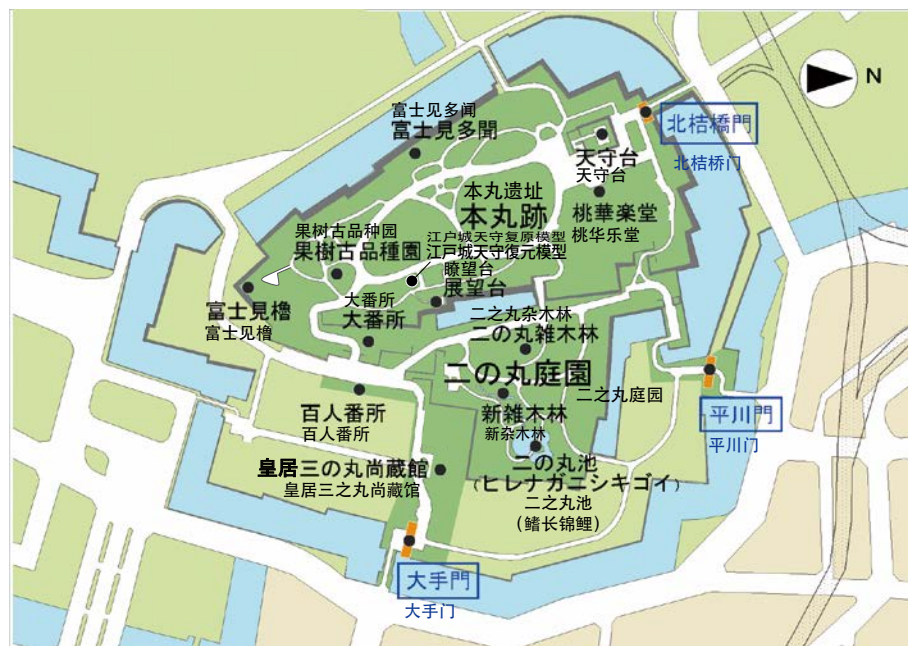 N
北桔橋門
北桔桥门
富士见多闻
富士見多聞
天守台
天守台
本丸遗址
本丸跡
桃華楽堂
桃华乐堂
果树古品种园
果樹古品種園
江户城天守复原模型
江戸城天守復元模型
瞭望台
展望台
富士見櫓
富士见橹
大番所
大番所
二之丸杂木林
二の丸雑木林
二の丸庭園
二之丸庭园
百人番所
百人番所
新雑木林
新杂木林
平川門
平川门
皇居三の丸尚蔵館
皇居三之丸尚藏馆
二の丸池
(ヒレナガニシキゴイ)
二之丸池
(鳍长锦鲤)
大手門
大手门